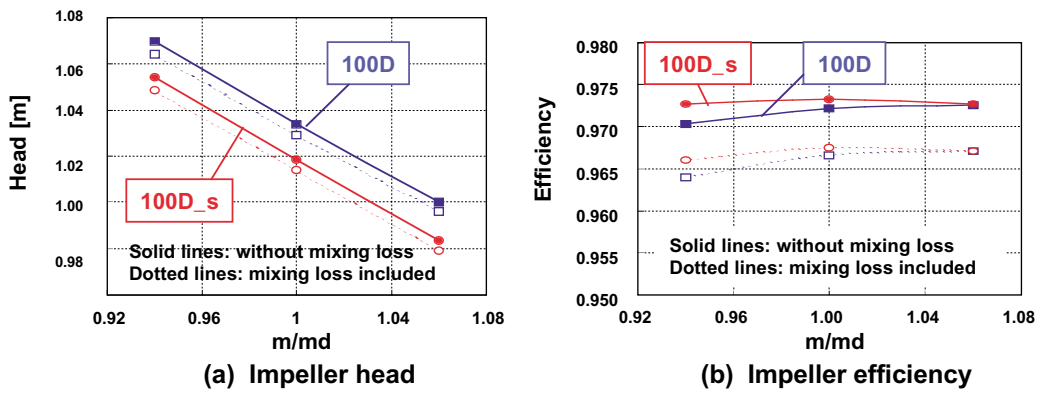 1.08
1.06
1.04
1.02
1.00
0.98
Head [m]
100D
100D_s
Solid lines: without mixing loss
Dotted lines: mixing loss included
0.92
0.96
1
1.04
1.08
m/md
(a) Impeller head
0.980
0.975
0.970
0.965
0.960
0.955
0.950
Efficiency
100D_s
100D
Solid lines: without mixing loss
Dotted lines: mixing loss included
0.92
0.96
1.00
1.04
1.08
m/md
(b) Impeller efficiency